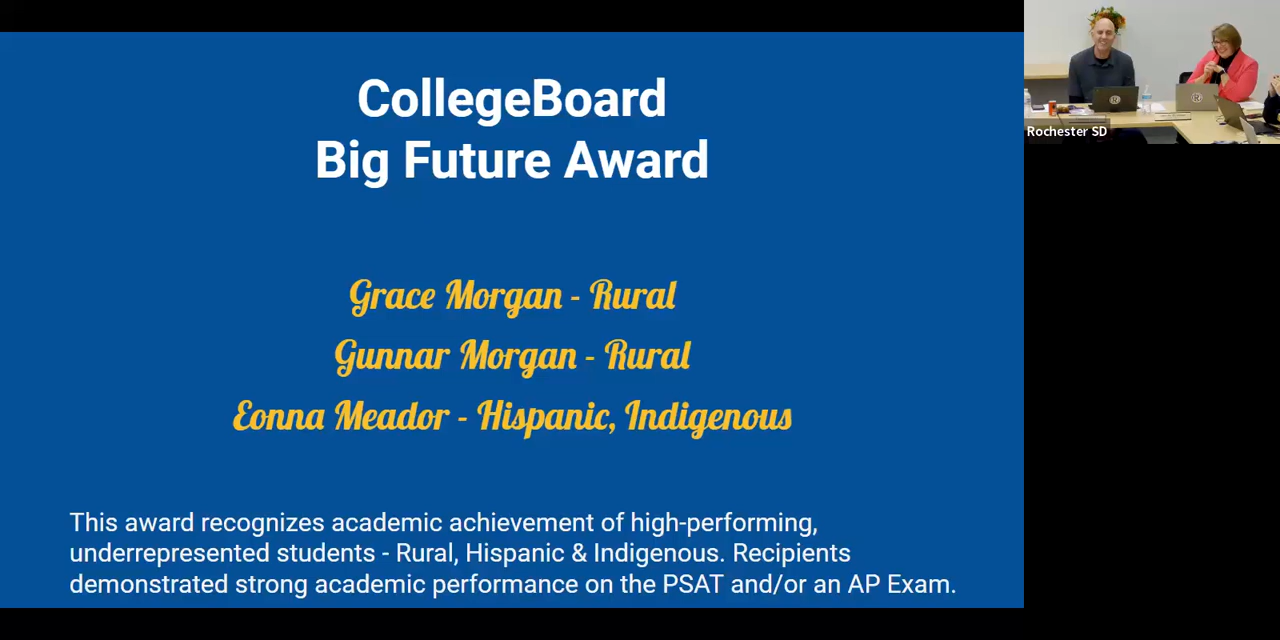 CollegeBoard
Big Future Award
Grace Morgan - Rural
Gunnar Morgan - Rural
Eonna Meador - Hispanic, Indigenous
This award recognizes academic achievement of high-performing,
underrepresented students - Rural, Hispanic & Indigenous. Recipients
demonstrated strong academic performance on the PSAT and/or an AP Exam.
Rochester SD